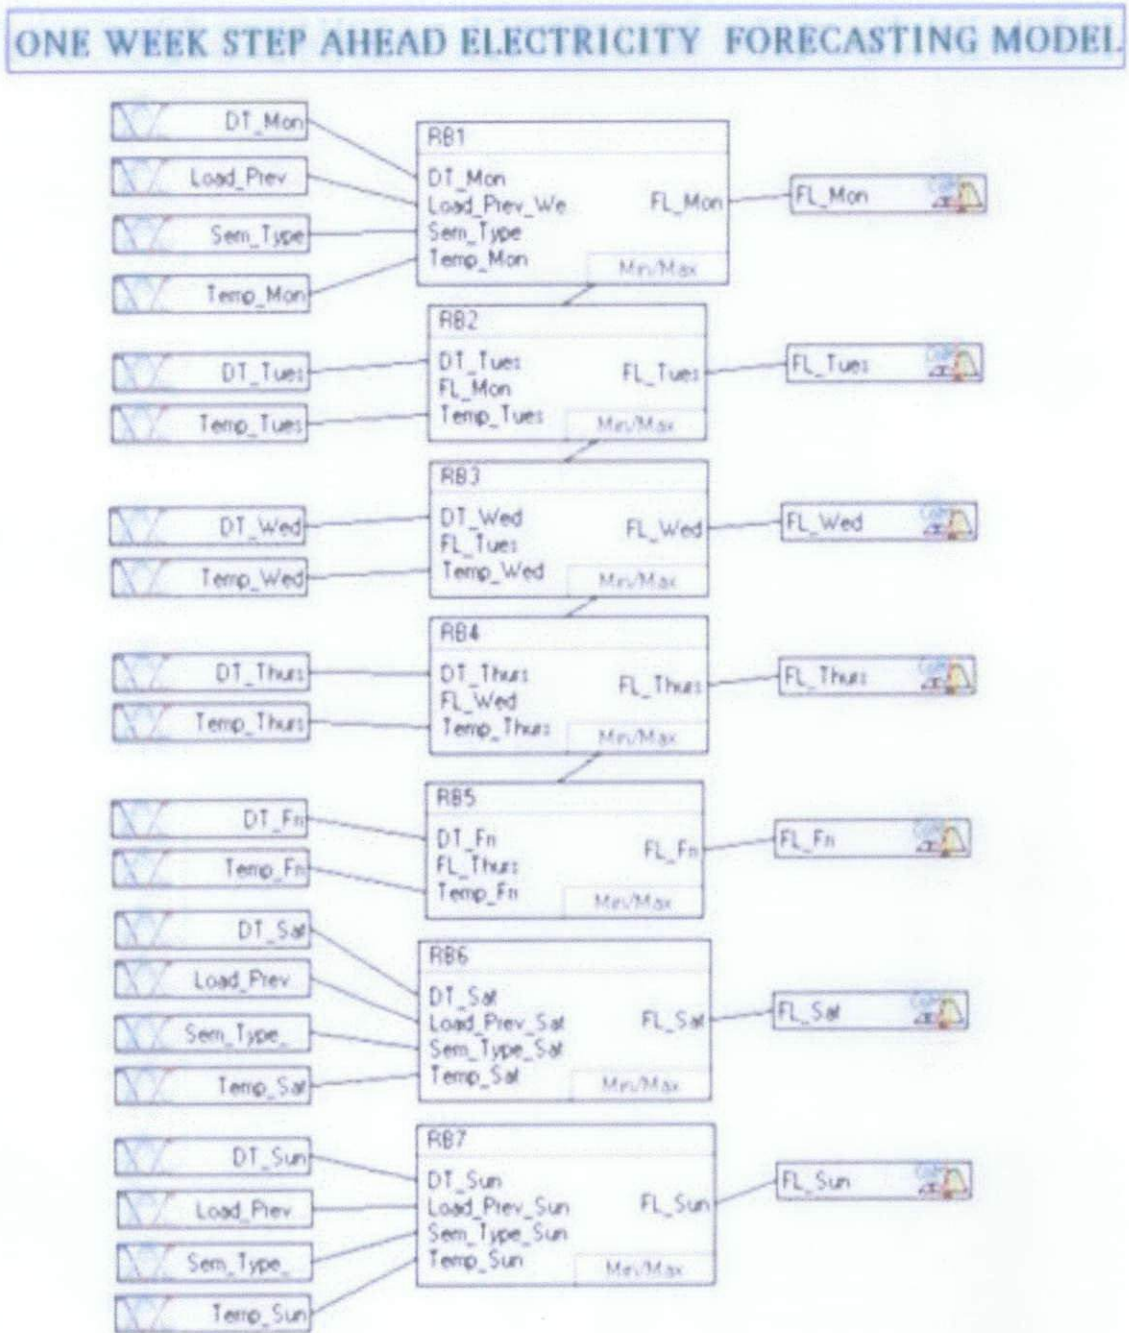 ONE WEEK STEP AHEAD ELECTRICITY FORECASTING MODEL
DT_Mon
Load_Prev
Sem_Type
Temp_Mon
RB1
DT_Mon
Load_Prev_We
Sem_Type
Temp_Mon
FL_Mon
Min/Max
FL_Mon
DT_Tues
Temp_Tues
RB2
DT_Tues
FL_Mon
Temp_Tues
FL_Tues
Min/Max
FL_Tues
DT_Wed
Temp_Wed
RB3
DT_Wed
FL_Tues
Temp_Wed
FL_Wed
Min/Max
FL_Wed
DT_Thurs
Temp_Thurs
RB4
DT_Thurs
FL_Wed
Temp_Thurs
FL_Thurs
Min/Max
FL_Thurs
DT_Fri
Temp_Fri
RB5
DT_Fri
FL_Thurs
Temp_Fri
FL_Fri
Min/Max
FL_Fri
DT_Sat
Load_Prev
Sem_Type_
Temp_Sat
RB6
DT_Sat
Load_Prev_Sat
Sem_Type_Sat
Temp_Sat
FL_Sat
Min/Max
FL_Sat
DT_Sun
Load_Prev
Sem_Type_
Temp_Sun
RB7
DT_Sun
Load_Prev_Sun
Sem_Type_Sun
Temp_Sun
FL_Sun
Min/Max
FL_Sun